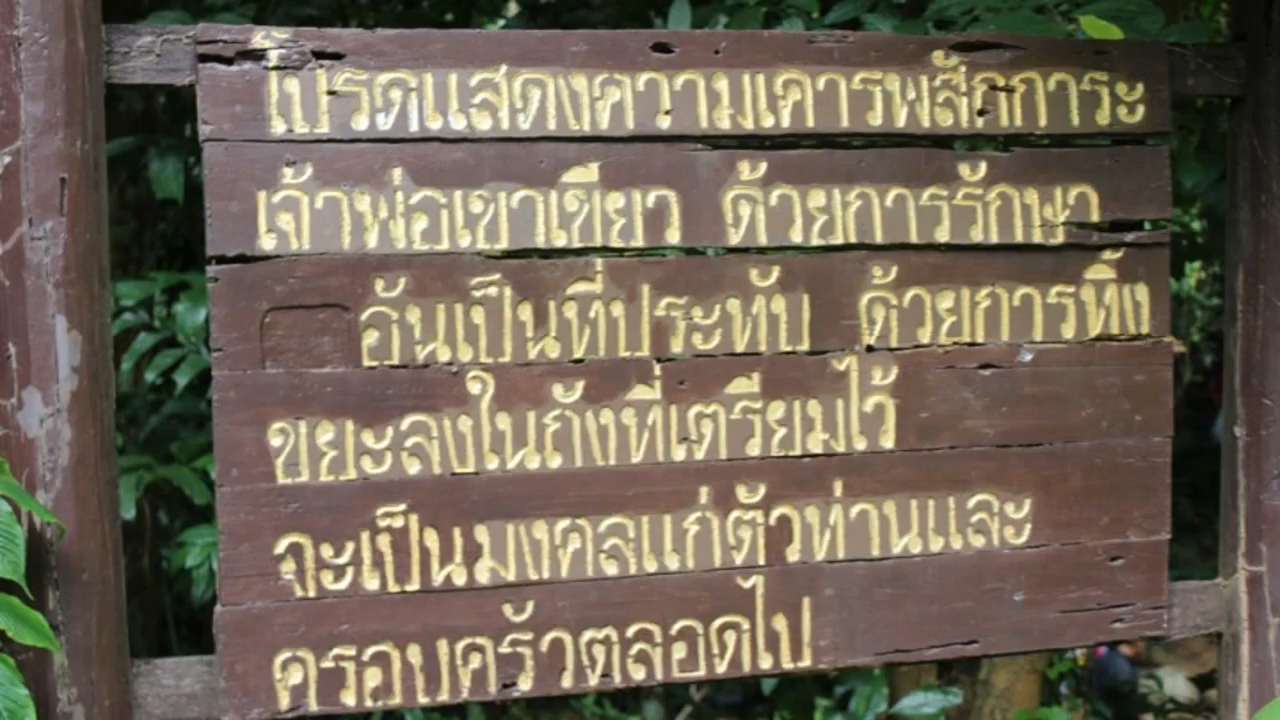 โปรดแสดงความเคารพสักการะ
เจ้าพ่อเขาเขียว ด้วยการรักษา
อันเป็นที่ประทับ ด้วยการทิ้ง
ขยะลงในถังที่เตรียมไว้
จะเป็นมงคลแก่ตัวท่านและ
ครอบครัวตลอดไป